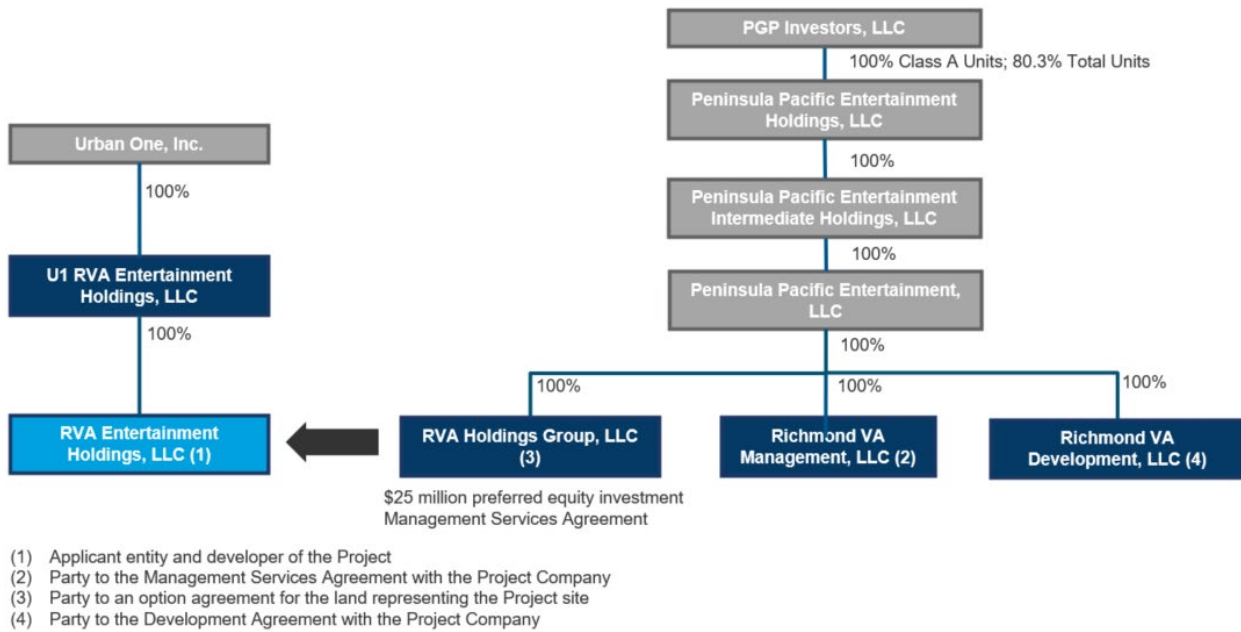 PGP Investors, LLC
100% Class A Units; 80.3% Total Units
Peninsula Pacific Entertainment
Holdings, LLC
100%
Peninsula Pacific Entertainment
Intermediate Holdings, LLC
100%
Peninsula Pacific Entertainment,
LLC
100%
Urban One, Inc.
100%
U1 RVA Entertainment
Holdings, LLC
100%
RVA Entertainment
Holdings, LLC (1)
100%
RVA Holdings Group, LLC
(3)
$25 million preferred equity investment
Management Services Agreement
100%
Richmond VA
Management, LLC (2)
100%
Richmond VA
Development, LLC (4)
(1) Applicant entity and developer of the Project
(2) Party to the Management Services Agreement with the Project Company
(3) Party to an option agreement for the land representing the Project site
(4) Party to the Development Agreement with the Project Company